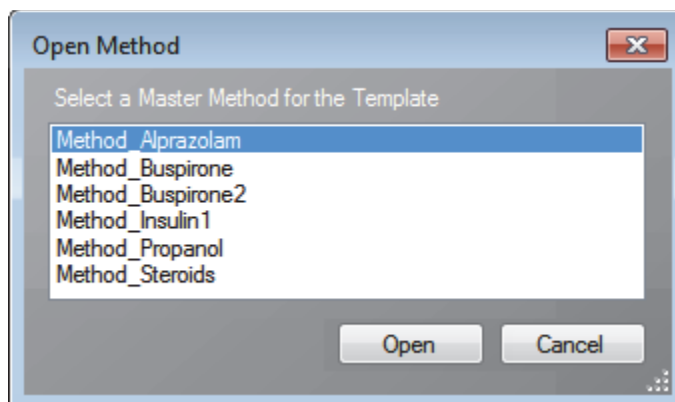 Open Method
Select a Master Method for the Template
Method_Alprazolam
Method_Buspirone
Method_Buspirone2
Method_Insulin1
Method_Propanol
Method_Steroids
Open
Cancel